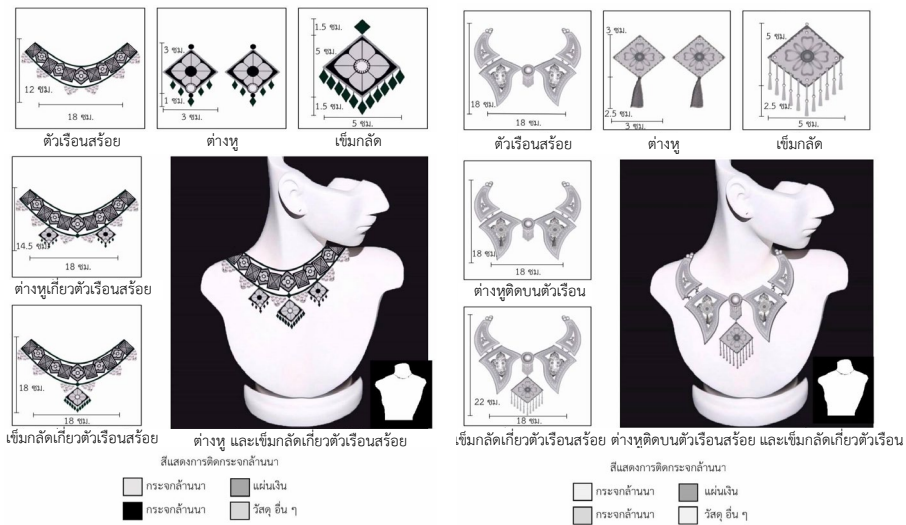 12 ซม.
18 ซม.
ตัวเรือนสร้อย
3 ซม.
1 ซม.
3 ซม.
ต่างหู
1.5 ซม.
5 ซม.
1.5 ซม.
5 ซม.
เข็มกลัด
14.5 ซม.
18 ซม.
ต่างหูเกี่ยวตัวเรือนสร้อย
18 ซม.
18 ซม.
เข็มกลัดเกี่ยวตัวเรือนสร้อย
ต่างหู และเข็มกลัดเกี่ยวตัวเรือนสร้อย
สีแสดงการติดกระจกล้านนา
กระจกล้านนา
แผ่นเงิน
กระจกล้านนา
วัสดุ อื่น ๆ
18 ซม.
18 ซม.
ตัวเรือนสร้อย
3 ซม.
2.5 ซม.
3 ซม.
ต่างหู
5 ซม.
2.5 ซม.
5 ซม.
เข็มกลัด
18 ซม.
18 ซม.
ต่างหูติดบนตัวเรือน
22 ซม.
18 ซม.
เข็มกลัดเกี่ยวตัวเรือนสร้อย
ต่างหูติดบนตัวเรือนสร้อย และเข็มกลัดเกี่ยวตัวเรือน
สีแสดงการติดกระจกล้านนา
กระจกล้านนา
แผ่นเงิน
กระจกล้านนา
วัสดุ อื่น ๆ